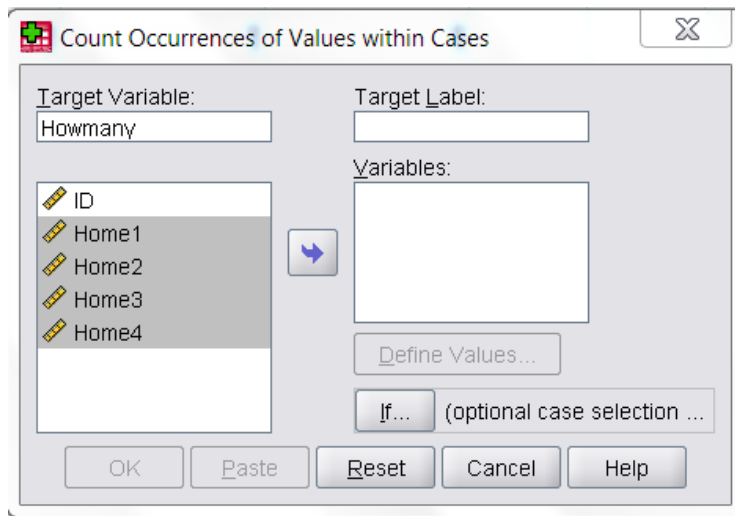 Count Occurrences of Values within Cases
Target Variable:
Target Label:
Howmany
Variables:
ID
Home1
Home2
Home3
Home4
Define Values...
If...
(optional case selection ...
OK
Paste
Reset
Cancel
Help